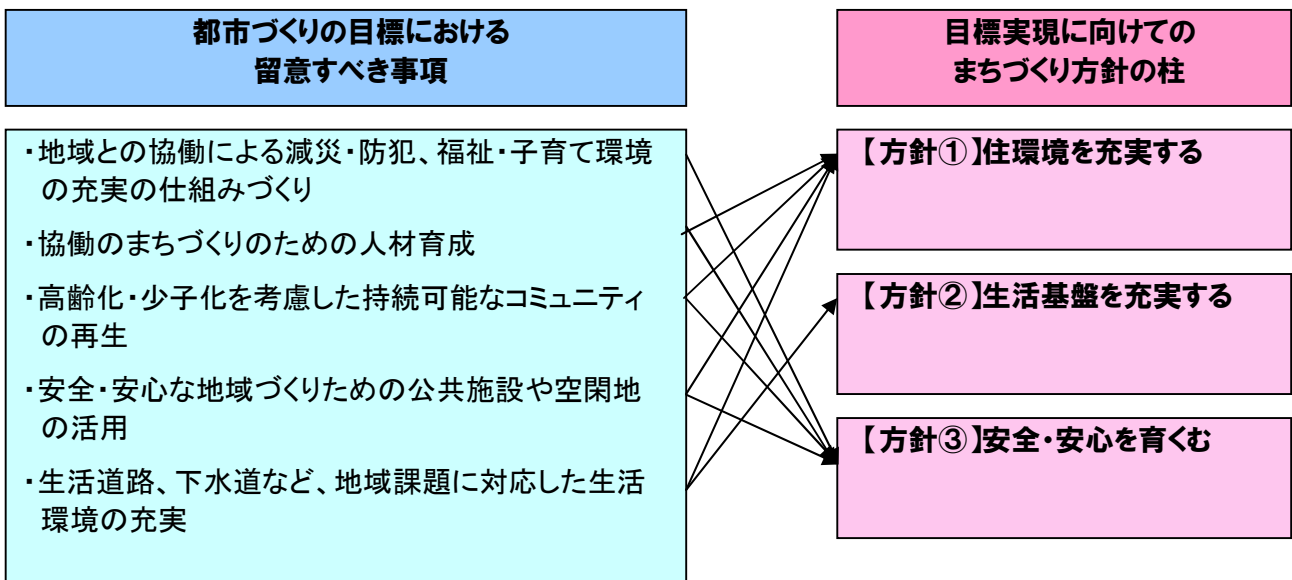 都市づくりの目標における
留意すべき事項
目標実現に向けての
まちづくり方針の柱
・地域との協働による減災・防犯、福祉・子育て環境
の充実の仕組みづくり
・協働のまちづくりのための人材育成
・高齢化・少子化を考慮した持続可能なコミュニティ
の再生
・安全・安心な地域づくりための公共施設や空閑地
の活用
・生活道路、下水道など、地域課題に対応した生活
環境の充実
【方針①】住環境を充実する
【方針②】生活基盤を充実する
【方針③】安全・安心を育くむ